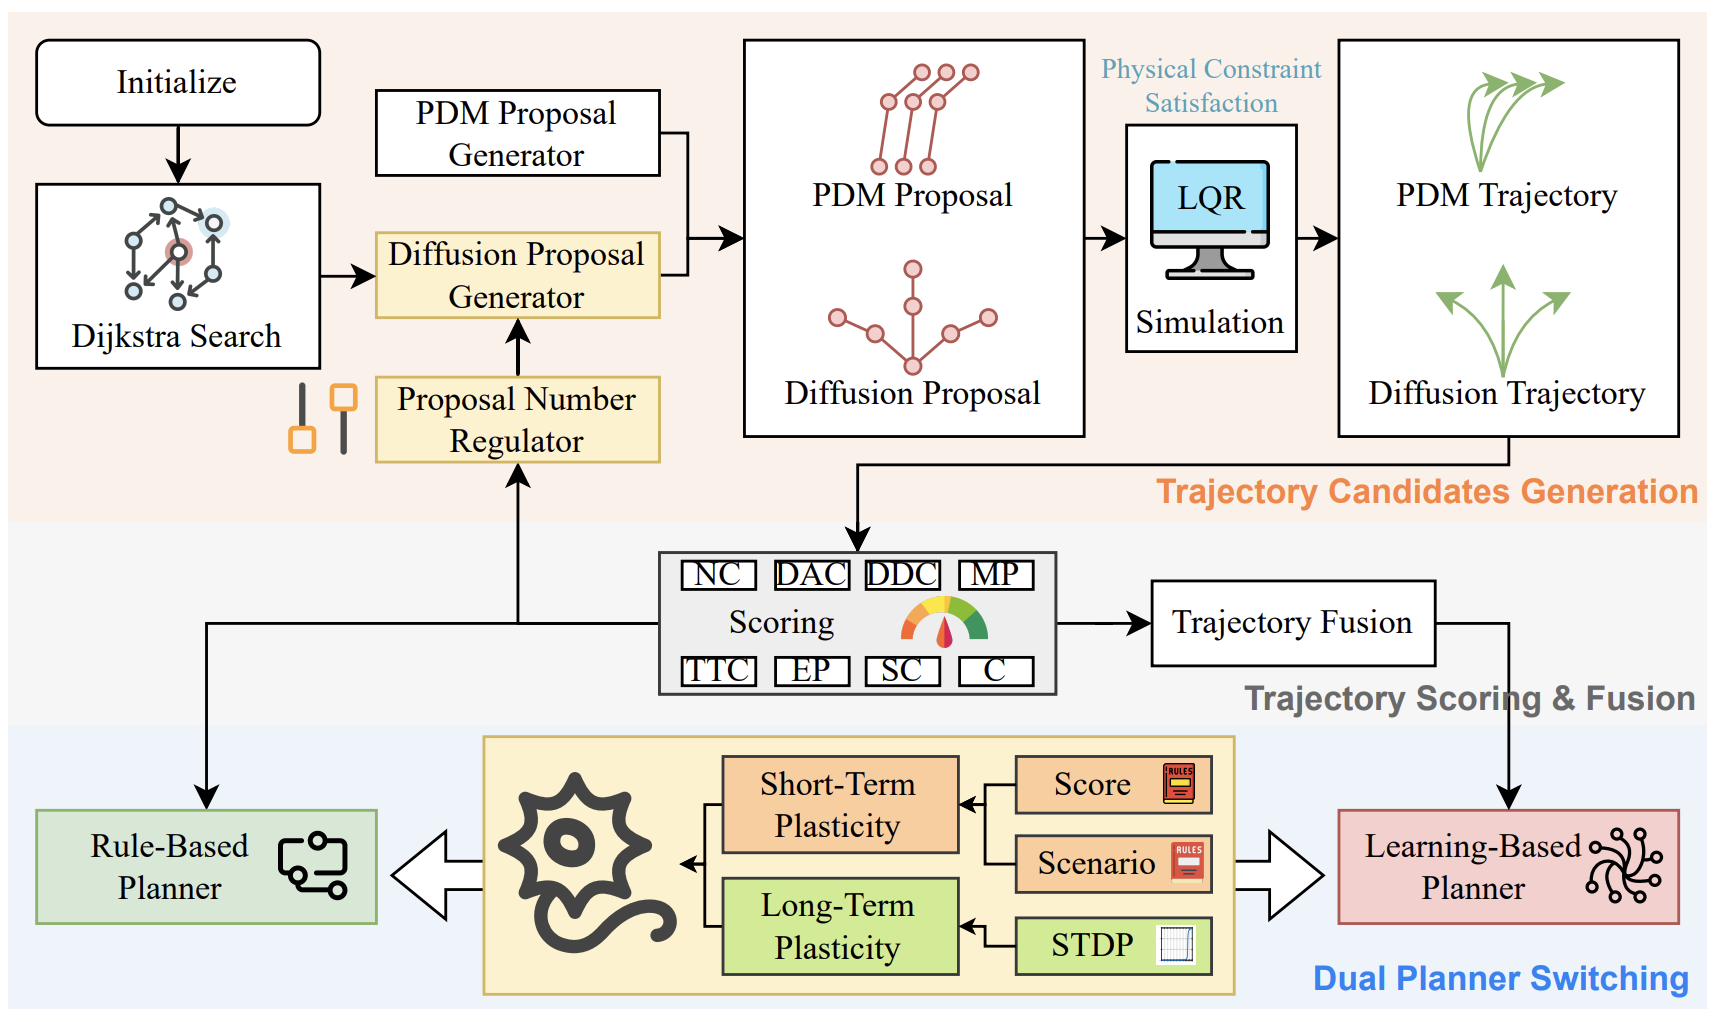 Initialize
Dijkstra Search
PDM Proposal
Generator
Diffusion Proposal
Generator
Proposal Number
Regulator
PDM Proposal
Diffusion Proposal
Physical Constraint
Satisfaction
LQR
Simulation
PDM Trajectory
Diffusion Trajectory
Trajectory Candidates Generation
NC DAC DDC MP
Scoring
TTC EP SC C
Trajectory Fusion
Trajectory Scoring & Fusion
Rule-Based
Planner
Short-Term
Plasticity
Long-Term
Plasticity
Score
RULES
Scenario
RULES
STDP
Learning-Based
Planner
Dual Planner Switching